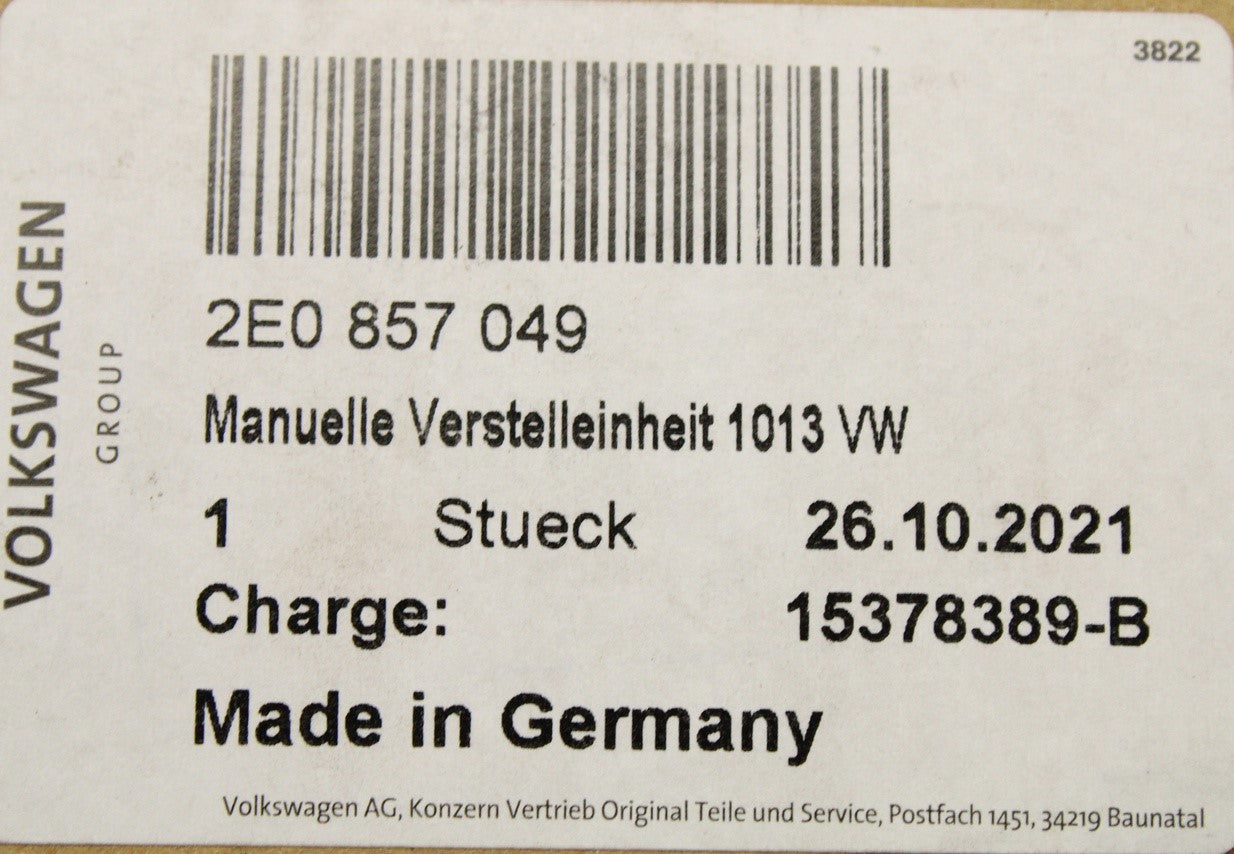 3822
VOLKSWAGEN
GROUP
2E0 857 049
Manuelle Verstelleinheit 1013 VW
1 Stueck 26.10.2021
Charge: 15378389-B
Made in Germany
Volkswagen AG, Konzern Vertrieb Original Teile und Service, Postfach 1451, 34219 Baunatal